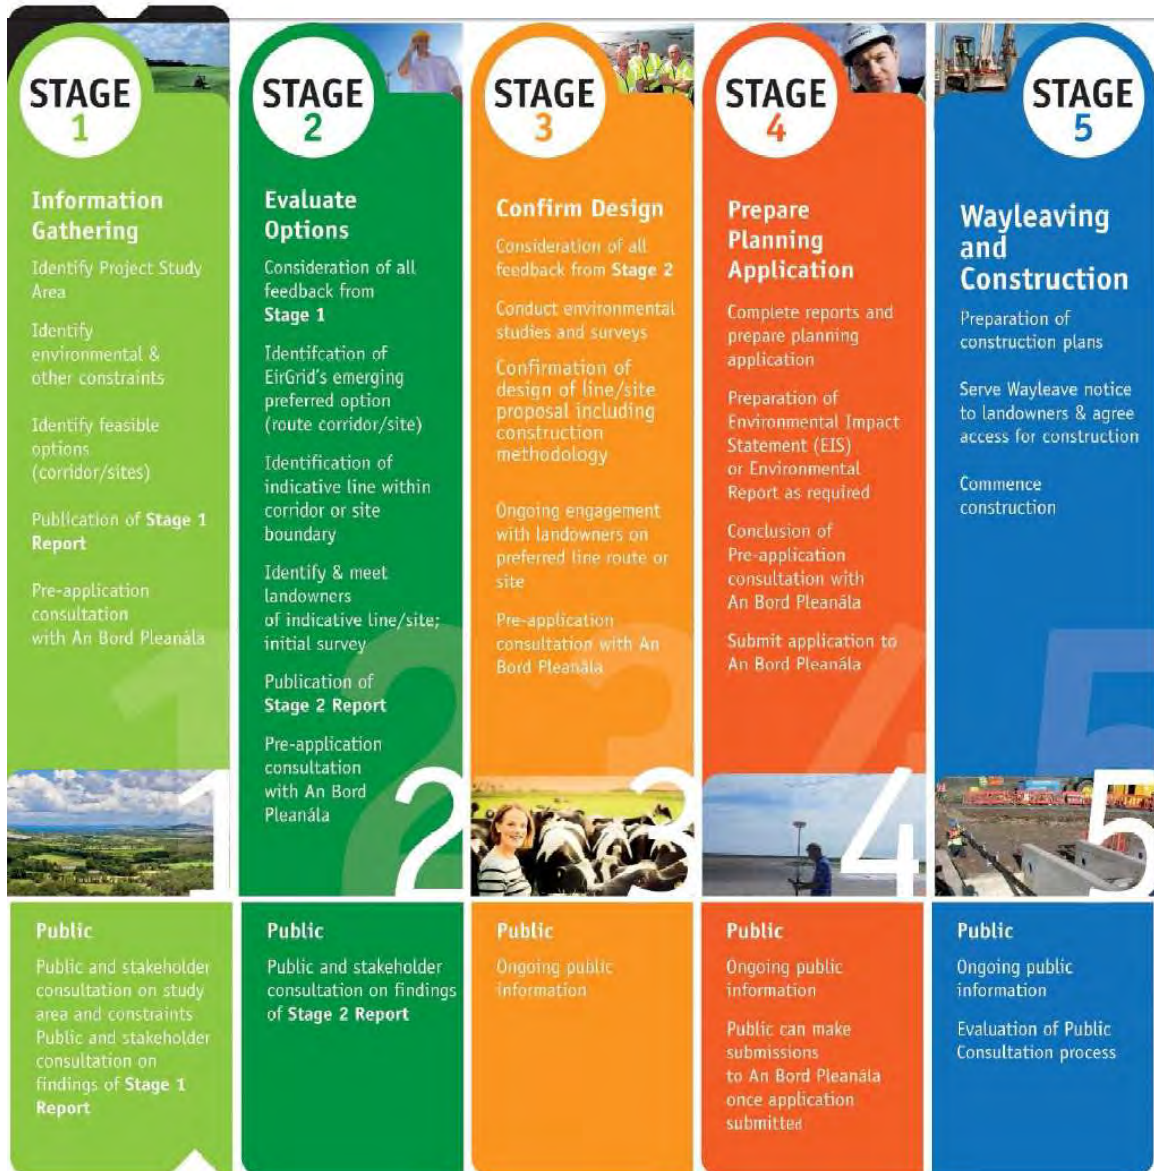 STAGE
1
Information
Gathering
Identify Project Study
Area
Identify
environmental &
other constraints
Identify feasible
options
(corridor/sites)
Publication of Stage 1
Report
Pre-application
consultation
with An Bord Pleanála
1
1
Public
Public and stakeholder
consultation on study
area and constraints
Public and stakeholder
consultation on
findings of Stage 1
Report
STAGE
2
Evaluate
Options
Consideration of all
feedback from
Stage 1
Identifcation of
EirGrid's emerging
preferred option
(route corridor/site)
Identification of
indicative line within
corridor or site
boundary
Identify & meet
landowners
of indicative line/site;
initial survey
Publication of
Stage 2 Report
Pre-application
consultation
with An Bord
Pleanála
2
2
Public
Public and stakeholder
consultation on findings
of Stage 2 Report
STAGE
3
Confirm Design
Consideration of all
feedback from Stage 2
Conduct environmental
studies and surveys
Confirmation of
design of line/site
proposal including
construction
methodology
Ongoing engagement
with landowners on
preferred line route or
site
Pre-application
consultation with An
Bord Pleanála
3
3
Public
Ongoing public
information
STAGE
4
Prepare
Planning
Application
Complete reports and
prepare planning
application
Preparation of
Environmental Impact
Statement (EIS)
or Environmental
Report as required
Conclusion of
Pre-application
consultation with
An Bord Pleanála
Submit application to
An Bord Pleanála
4
4
Public
Ongoing public
information
Public can make
submissions
to An Bord Pleanála
once application
submitted
STAGE
5
Wayleaving
and
Construction
Preparation of
construction plans
Serve Wayleave notice
to landowners & agree
access for construction
Commence
construction
5
5
Public
Ongoing public
information
Evaluation of Public
Consultation process